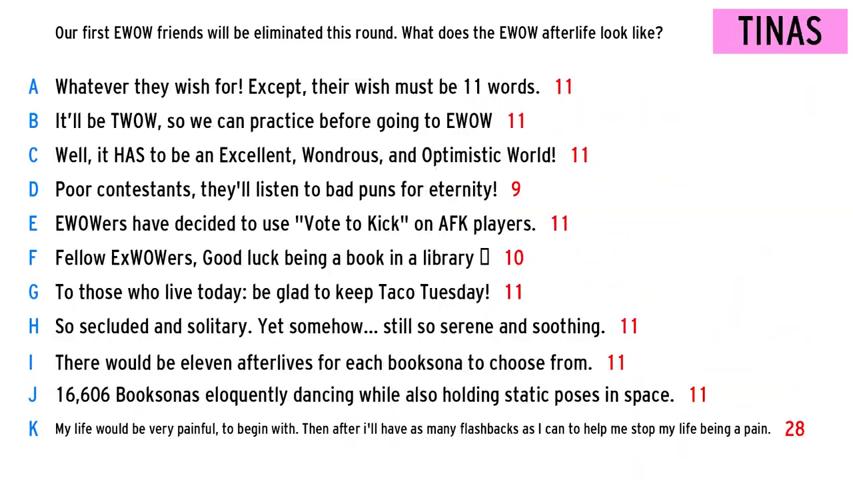 Our first EWOW friends will be eliminated this round. What does the EWOW afterlife look like?
TINAS
A Whatever they wish for! Except, their wish must be 11 words. 11
B It'll be TWOW, so we can practice before going to EWOW 11
C Well, it HAS to be an Excellent, Wondrous, and Optimistic World! 11
D Poor contestants, they'll listen to bad puns for eternity! 9
E EWOWers have decided to use "Vote to Kick" on AFK players. 11
F Fellow ExWOWers, Good luck being a book in a library ▯ 10
G To those who live today: be glad to keep Taco Tuesday! 11
H So secluded and solitary. Yet somehow... still so serene and soothing. 11
I There would be eleven afterlives for each booksona to choose from. 11
J 16,606 Booksonas eloquently dancing while also holding static poses in space. 11
K My life would be very painful, to begin with. Then after i'll have as many flashbacks as I can to help me stop my life being a pain. 28